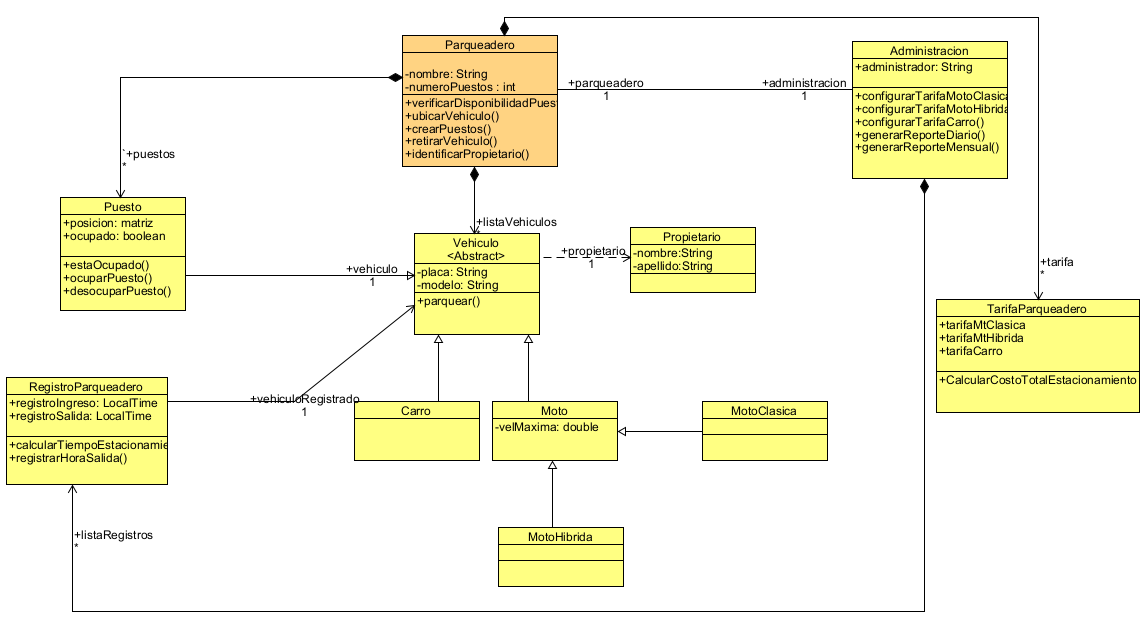 Parqueadero
-nombre: String
-numeroPuestos : int
+verificarDisponibilidadPuest
+ubicarVehiculo()
+crearPuestos()
+retirarVehiculo()
+identificarPropietario()
+parqueadero
1
+administracion
1
Administracion
+administrador: String
+configurarTarifaMotoClasica
+configurarTarifaMotoHibrida
+configurarTarifaCarro()
+generarReporteDiario()
+generarReporteMensual()
`+puestos
*
Puesto
+posicion: matriz
+ocupado: boolean
+estaOcupado()
+ocuparPuesto()
+desocuparPuesto()
+listaVehiculos
*
Vehiculo
<Abstract>
-placa: String
-modelo: String
+parquear()
+vehiculo
1
+propietario
1
Propietario
-nombre:String
-apellido:String
+tarifa
*
TarifaParqueadero
+tarifaMtClasica
+tarifaMtHibrida
+tarifaCarro
+CalcularCostoTotalEstacionamiento
RegistroParqueadero
+registroIngreso: LocalTime
+registroSalida: LocalTime
+calcularTiempoEstacionamie
+registrarHoraSalida()
+vehiculoRegistrado
1
Carro
Moto
-velMaxima: double
MotoClasica
MotoHibrida
+listaRegistros
*